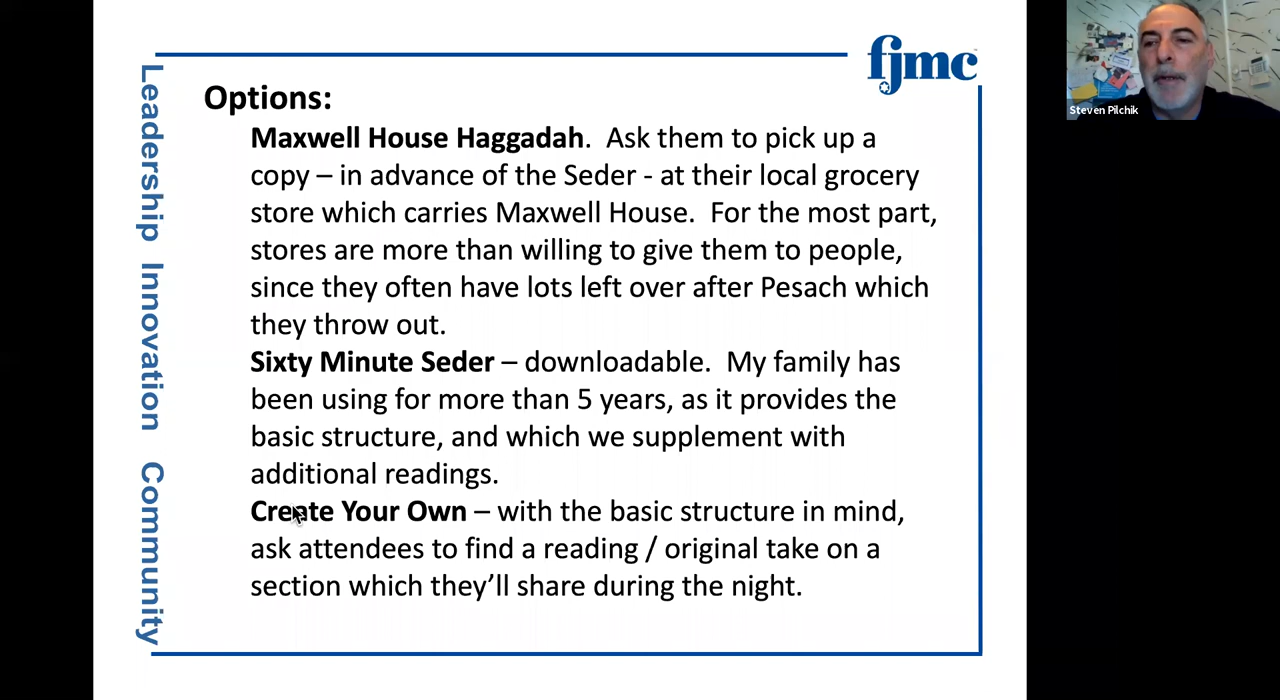 fjmc
Leadership Innovation Community
Options:
Maxwell House Haggadah. Ask them to pick up a
copy – in advance of the Seder - at their local grocery
store which carries Maxwell House. For the most part,
stores are more than willing to give them to people,
since they often have lots left over after Pesach which
they throw out.
Sixty Minute Seder – downloadable. My family has
been using for more than 5 years, as it provides the
basic structure, and which we supplement with
additional readings.
Create Your Own – with the basic structure in mind,
ask attendees to find a reading / original take on a
section which they’ll share during the night.
Steven Pilchik